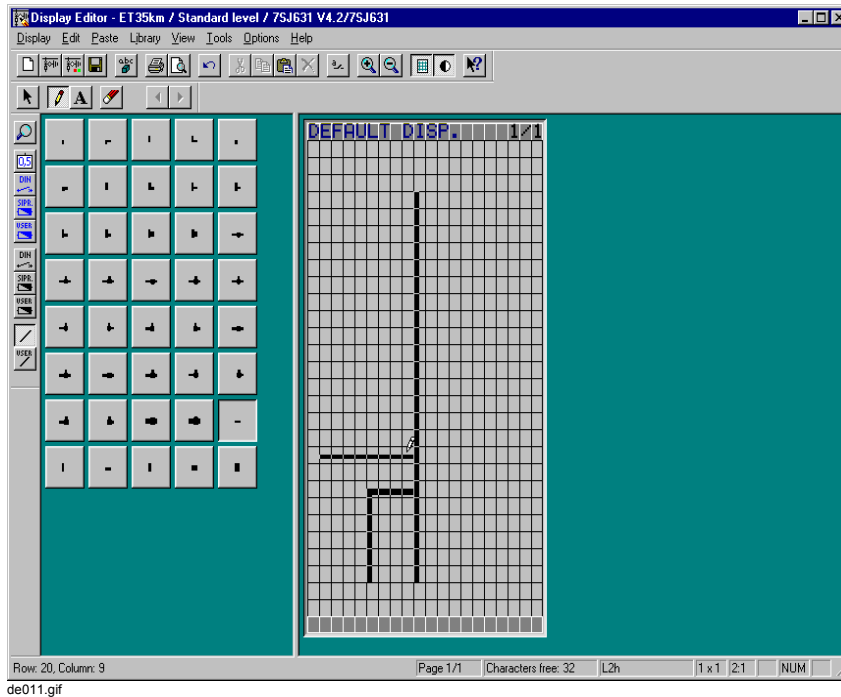 Display Editor - ET35km / Standard level / 7SJ631 V4.2/7SJ631
Display Edit Paste Library View Tools Options Help
abc
A
0,5
DIN
SIPR.
USER
DIN
SIPR.
USER
USER
DEFAULT DISP. 1/1
Row: 20, Column: 9 Page 1/1 Characters free: 32 L2h 1 x 1 2:1 NUM
de011.gif